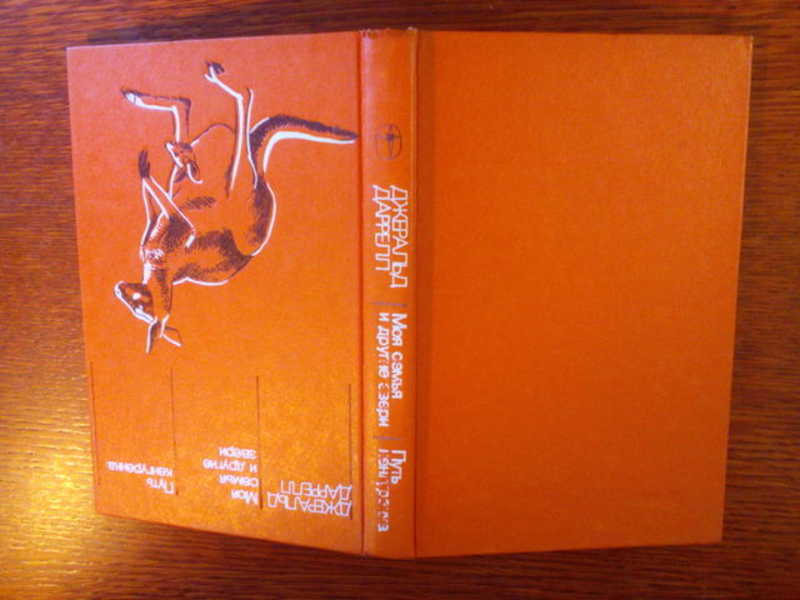 ДЖЕРАЛЬД
ДАРРЕЛЛ
Моя
семья
и другие
звери
Путь
кенгуренка
ДЖЕРАЛЬД
ДАРРЕЛЛ
Моя семья
и другие звери
Путь
кенгуренка